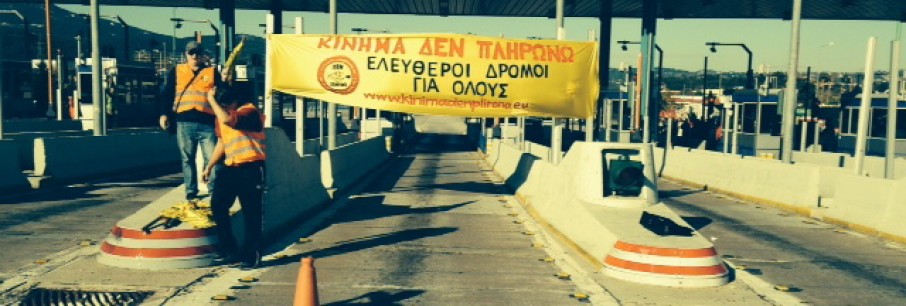 ΚΙΝΗΜΑ ΔΕΝ ΠΛΗΡΩΝΩ
ΕΛΕΥΘΕΡΟΙ ΔΡΟΜΟΙ
ΓΙΑ ΟΛΟΥΣ
www.kinimadenplirono.eu